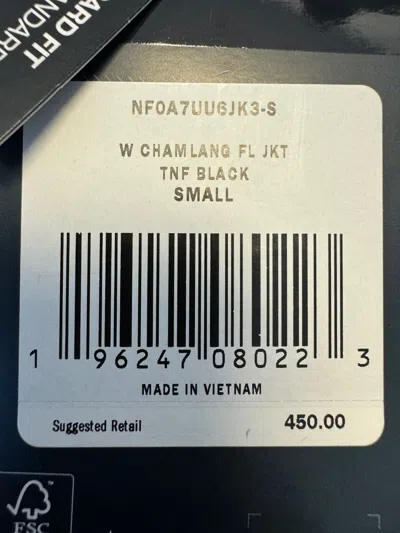 NF0A7UU6JK3-S
W CHAMLANG FL JKT
TNF BLACK
SMALL
1 96247 08022 3
MADE IN VIETNAM
Suggested Retail 450.00
FSC